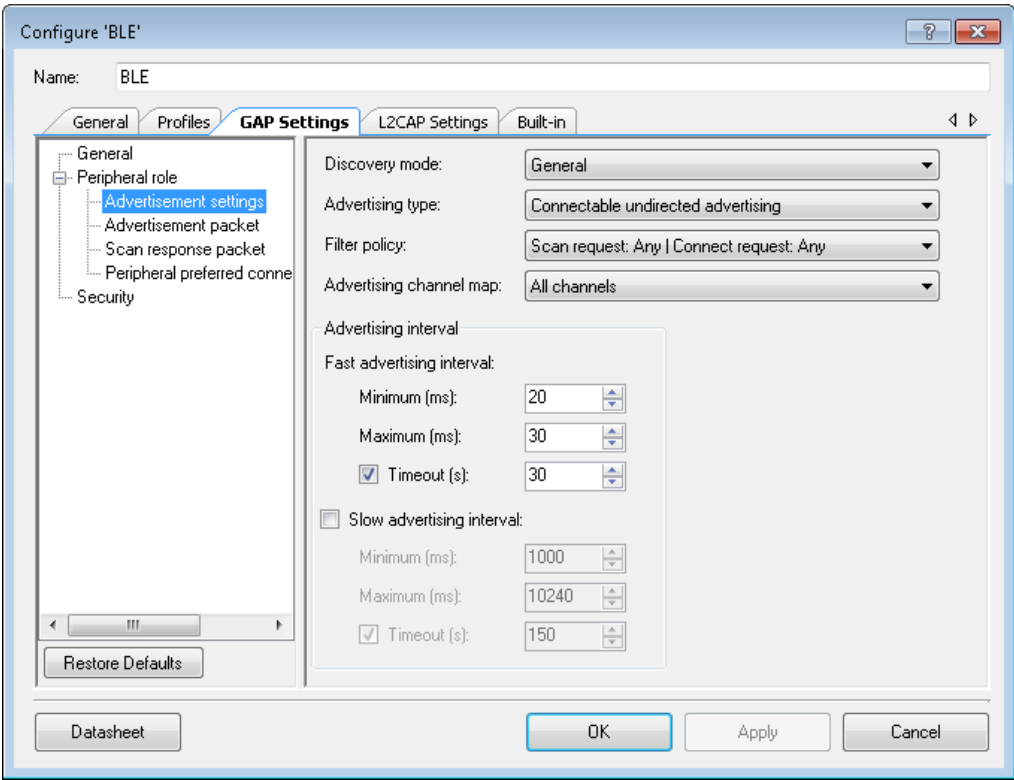 Configure 'BLE'
Name: BLE
General Profiles GAP Settings L2CAP Settings Built-in
General
Peripheral role
Advertisement settings
Advertisement packet
Scan response packet
Peripheral preferred conne
Security
Restore Defaults
Discovery mode: General
Advertising type: Connectable undirected advertising
Filter policy: Scan request: Any | Connect request: Any
Advertising channel map: All channels
Advertising interval
Fast advertising interval:
Minimum (ms): 20
Maximum (ms): 30
Timeout (s): 30
Slow advertising interval:
Minimum (ms): 1000
Maximum (ms): 10240
Timeout (s): 150
Datasheet OK Apply Cancel